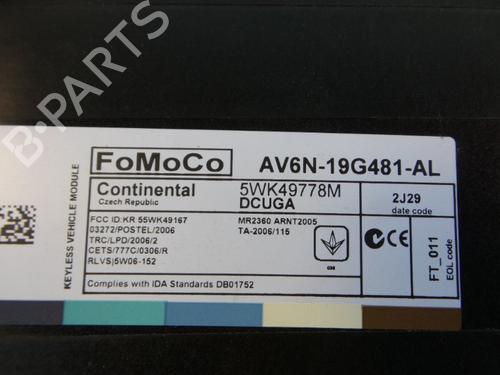 B-PARTS
FoMoCo
AV6N-19G481-AL
Continental
Czech Republic
5WK49778M
DCUGA
2J29
date code
FCC ID:KR 55WK49167
03272/POSTEL/2006
TRC/LPD/2006/2
CETS/777C/0306/R
RLVS|5W06-152
MR2360 ARNT2005
TA-2006/115
036
CE
FT_011
EOL code
Complies with IDA Standards DB01752
KEYLESS VEHICLE MODULE